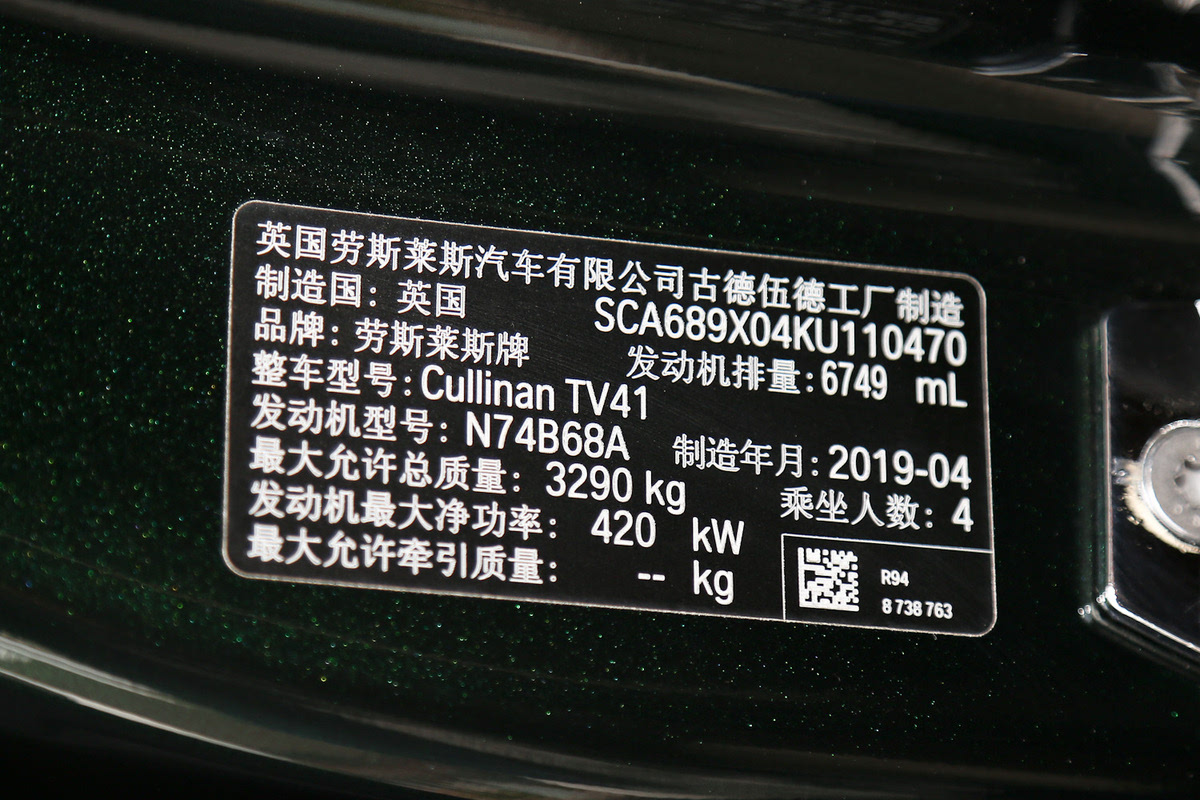 英国劳斯莱斯汽车有限公司古德伍德工厂制造
制造国：英国 SCA689X04KU110470
品牌：劳斯莱斯牌 发动机排量：6749 mL
整车型号：Cullinan TV41
发动机型号：N74B68A 制造年月：2019-04
最大允许总质量：3290 kg 乘坐人数：4
发动机最大净功率：420 kW
最大允许牵引质量：-- kg
R94
8 738 763